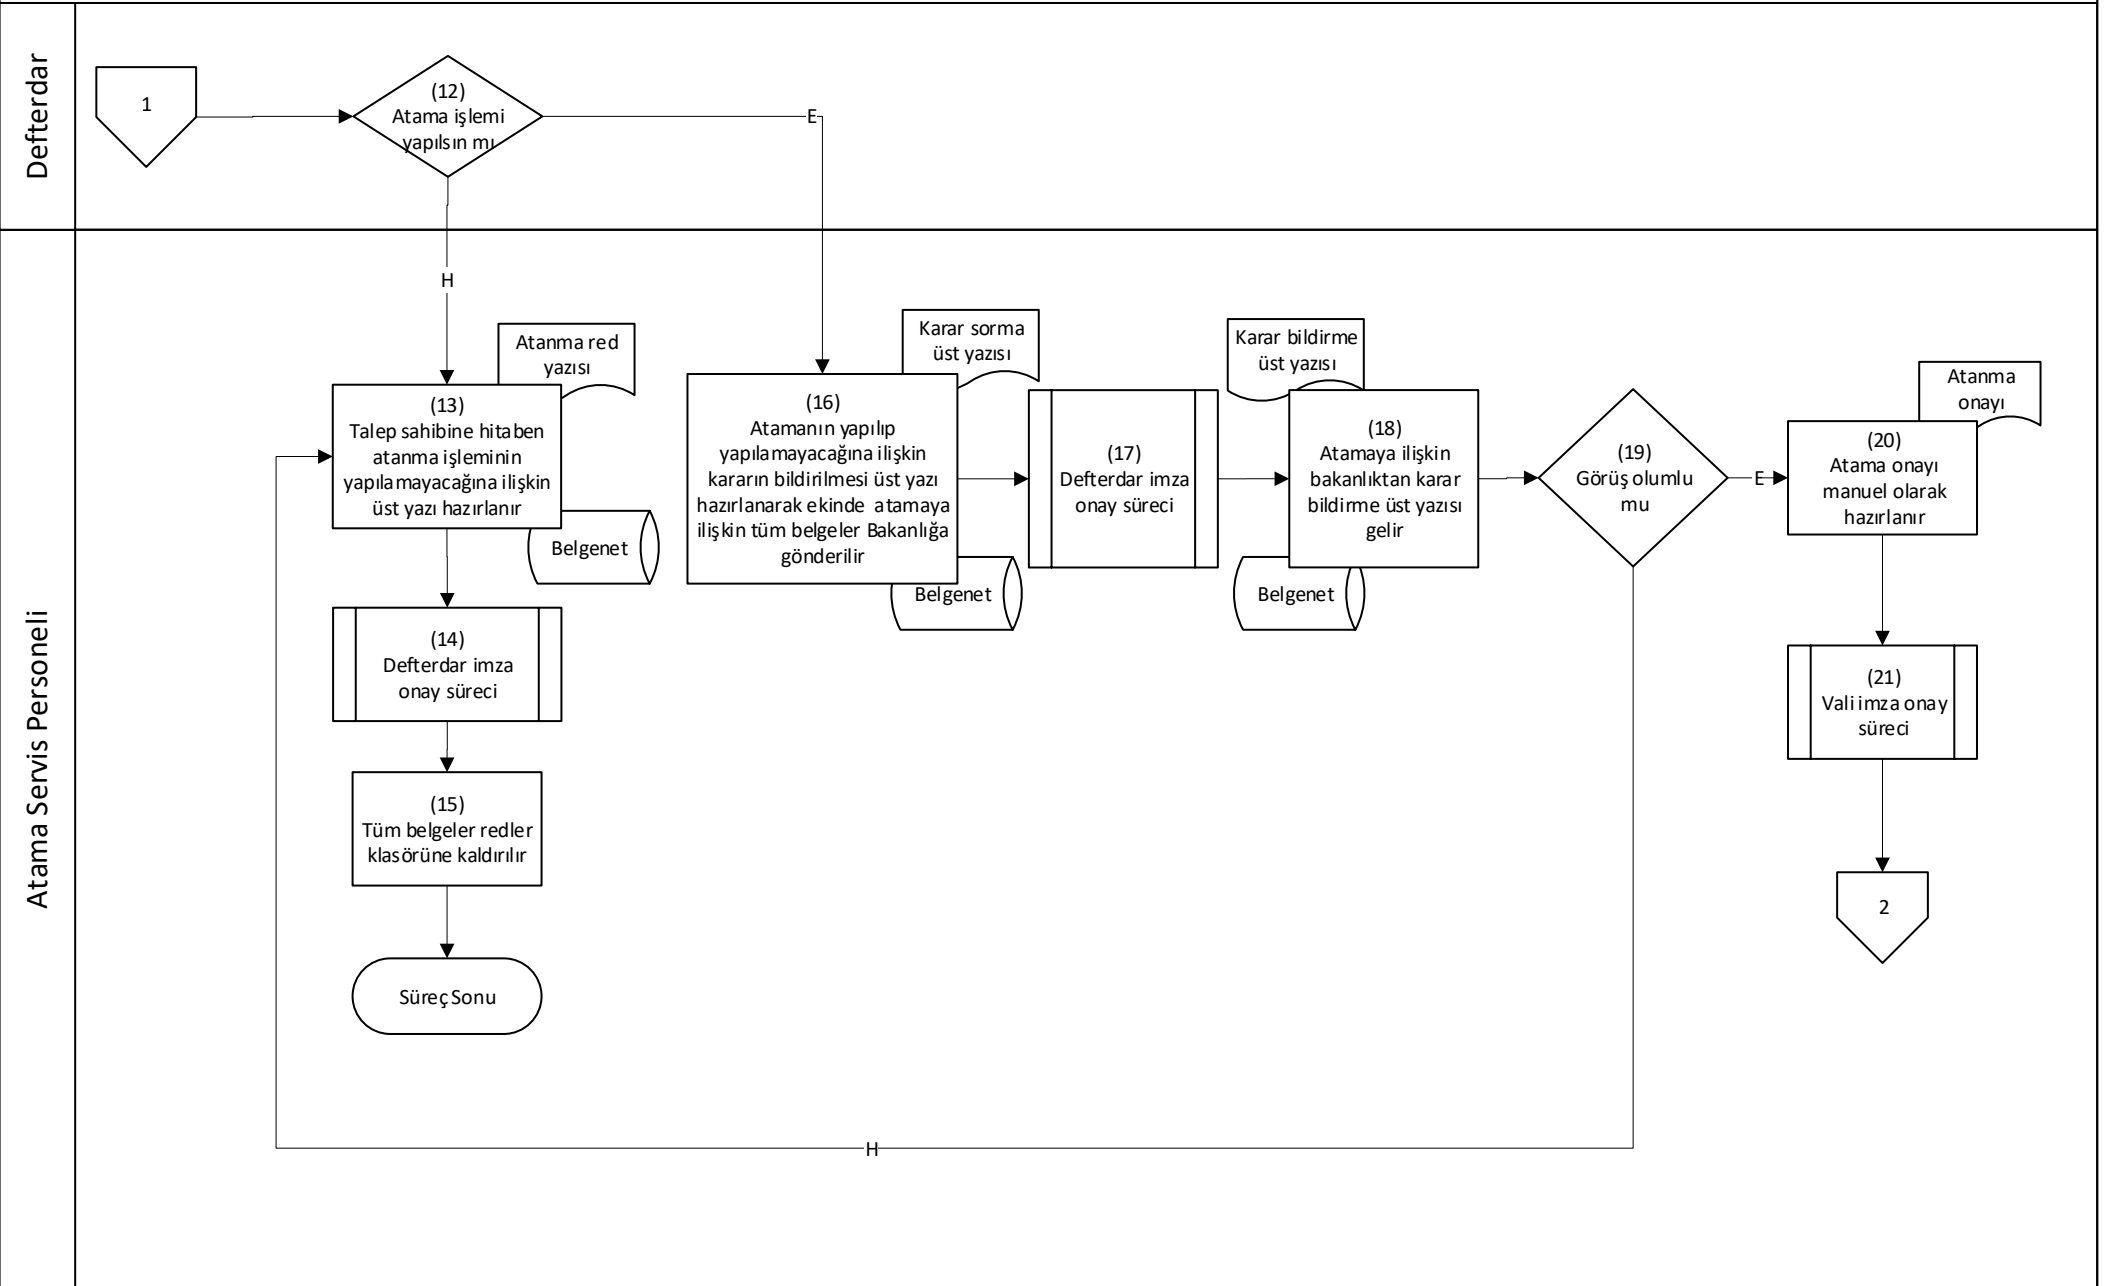 Defterdar
1
(12)
Atama işlemi
yapılsın mı
E
H
Atama Servis Personeli
Atanma red
yazısı
(13)
Talep sahibine hitaben
atanma işleminin
yapılamayacağına ilişkin
üst yazı hazırlanır
Belgenet
(14)
Defterdar imza
onay süreci
(15)
Tüm belgeler redler
klasörüne kaldırılır
Süreç Sonu
Karar sorma
üst yazısı
(16)
Atamanın yapılıp
yapılamayacağına ilişkin
kararın bildirilmesi üst yazı
hazırlanarak ekinde atamaya
ilişkin tüm belgeler Bakanlığa
gönderilir
Belgenet
(17)
Defterdar imza
onay süreci
Karar bildirme
üst yazısı
(18)
Atamaya ilişkin
bakanlıktan karar
bildirme üst yazısı
gelir
Belgenet
(19)
Görüş olumlu
mu
E
H
Atanma
onayı
(20)
Atama onayı
manuel olarak
hazırlanır
(21)
Vali imza onay
süreci
2